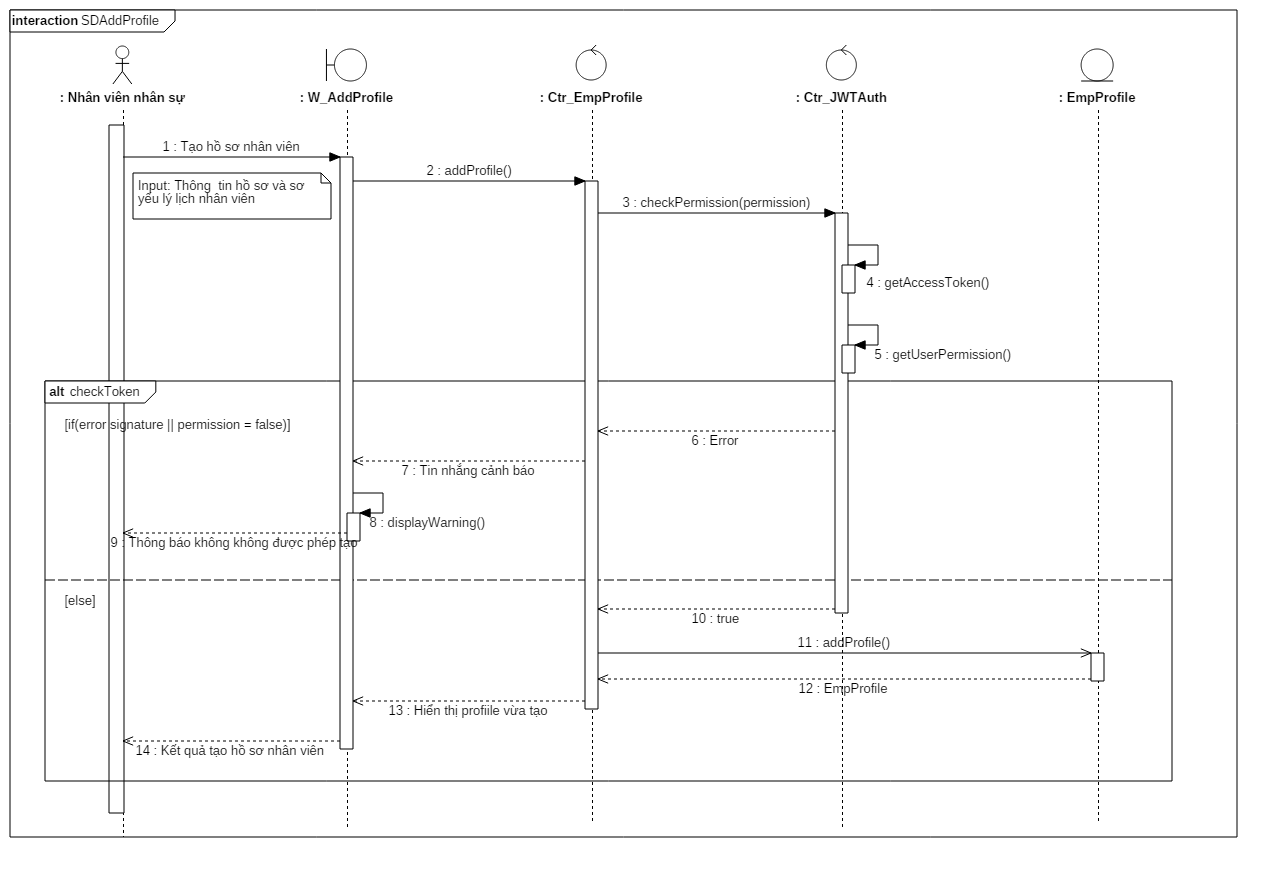 interaction SDAddProfile
: Nhân viên nhân sự
: W_AddProfile
: Ctr_EmpProfile
: Ctr_JWTAuth
: EmpProfile
1 : Tạo hồ sơ nhân viên
Input: Thông  tin hồ sơ và sơ
yếu lý lịch nhân viên
2 : addProfile()
3 : checkPermission(permission)
4 : getAccessToken()
5 : getUserPermission()
alt checkToken
[if(error signature || permission = false)]
6 : Error
7 : Tin nhắng cảnh báo
8 : displayWarning()
9 : Thông báo không không được phép tạo
[else]
10 : true
11 : addProfile()
12 : EmpProfile
13 : Hiển thị profiile vừa tạo
14 : Kết quả tạo hồ sơ nhân viên